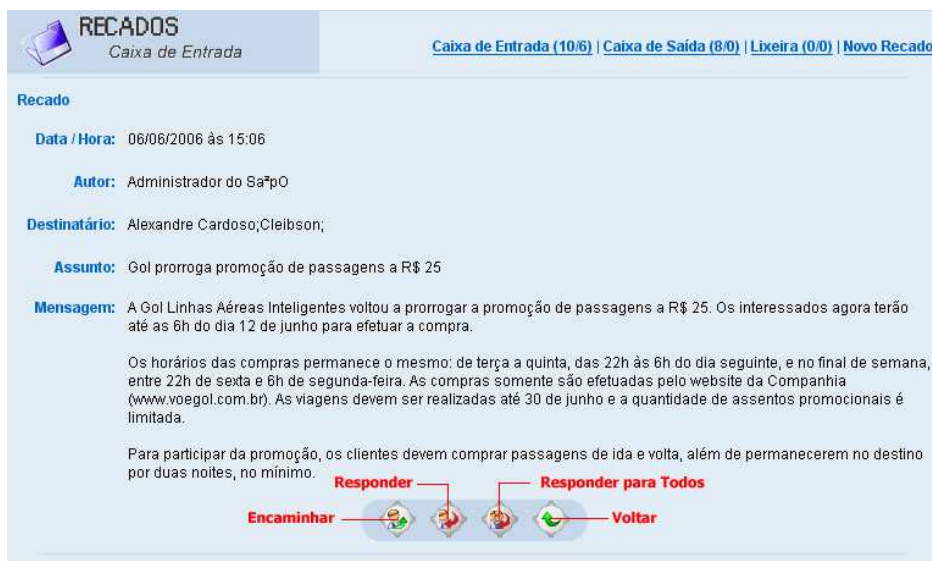 RECADOS
Caixa de Entrada
Caixa de Entrada (10/6) | Caixa de Saída (8/0) | Lixeira (0/0) | Novo Recado
Recado
Data / Hora: 06/06/2006 às 15:06
Autor: Administrador do Sa²pO
Destinatário: Alexandre Cardoso;Cleibson;
Assunto: Gol prorroga promoção de passagens a R$ 25
Mensagem: A Gol Linhas Aéreas Inteligentes voltou a prorrogar a promoção de passagens a R$ 25. Os interessados agora terão
até as 6h do dia 12 de junho para efetuar a compra.
Os horários das compras permanece o mesmo: de terça a quinta, das 22h às 6h do dia seguinte, e no final de semana,
entre 22h de sexta e 6h de segunda-feira. As compras somente são efetuadas pelo website da Companhia
(www.voegol.com.br). As viagens devem ser realizadas até 30 de junho e a quantidade de assentos promocionais é
limitada.
Para participar da promoção, os clientes devem comprar passagens de ida e volta, além de permanecerem no destino
por duas noites, no mínimo.
Responder
Responder para Todos
Encaminhar
Voltar